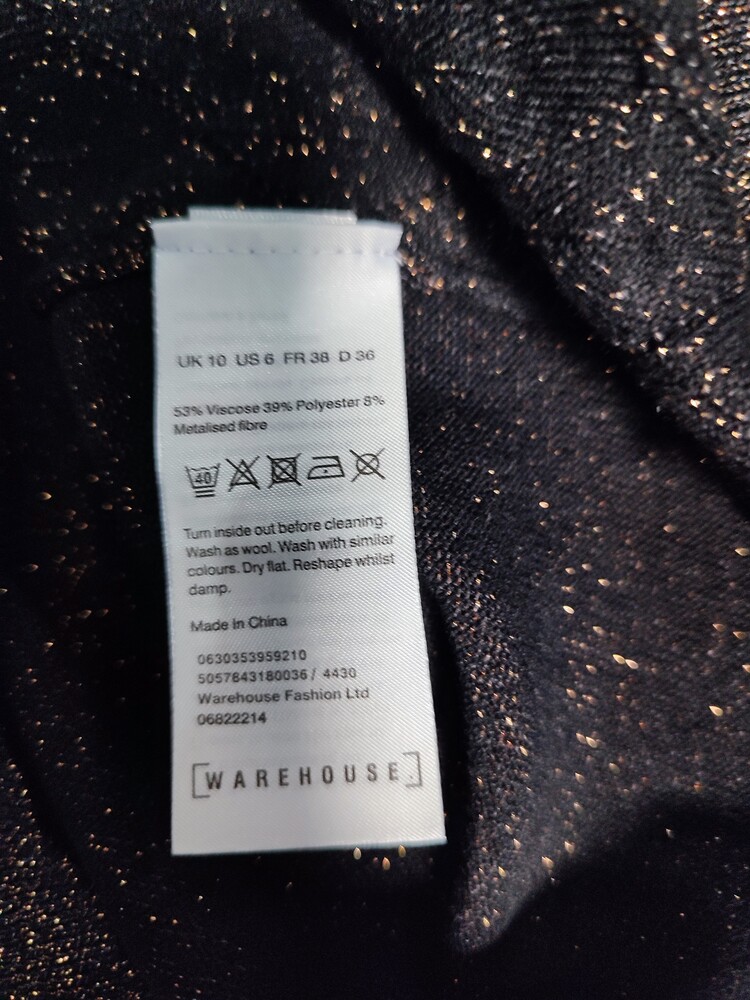 UK 10 US 6 FR 38 D 36
53% Viscose 39% Polyester 8%
Metalised fibre
40
Turn inside out before cleaning.
Wash as wool. Wash with similar
colours. Dry flat. Reshape whilst
damp.
Made In China
0630353959210
5057843180036 / 4430
Warehouse Fashion Ltd
06822214
[WAREHOUSE]